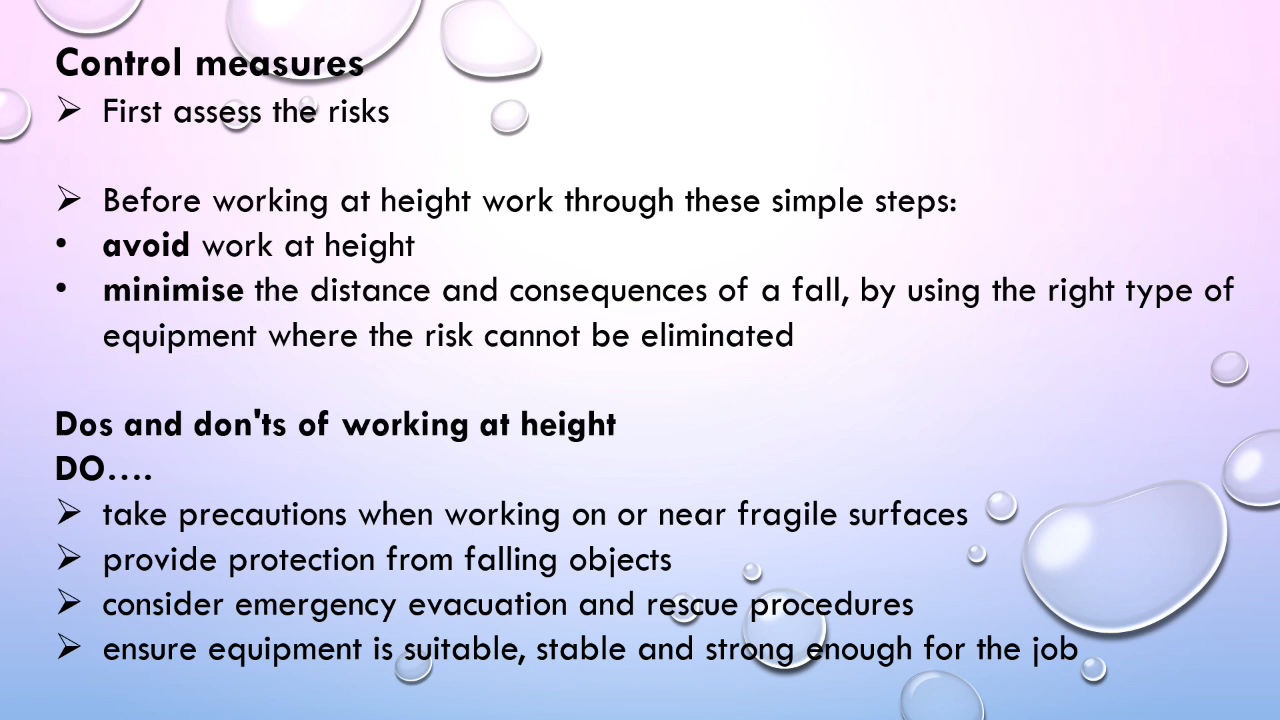 Control measures
➢ First assess the risks
➢ Before working at height work through these simple steps:
• avoid work at height
• minimise the distance and consequences of a fall, by using the right type of
equipment where the risk cannot be eliminated
Dos and don'ts of working at height
DO….
➢ take precautions when working on or near fragile surfaces
➢ provide protection from falling objects
➢ consider emergency evacuation and rescue procedures
➢ ensure equipment is suitable, stable and strong enough for the job